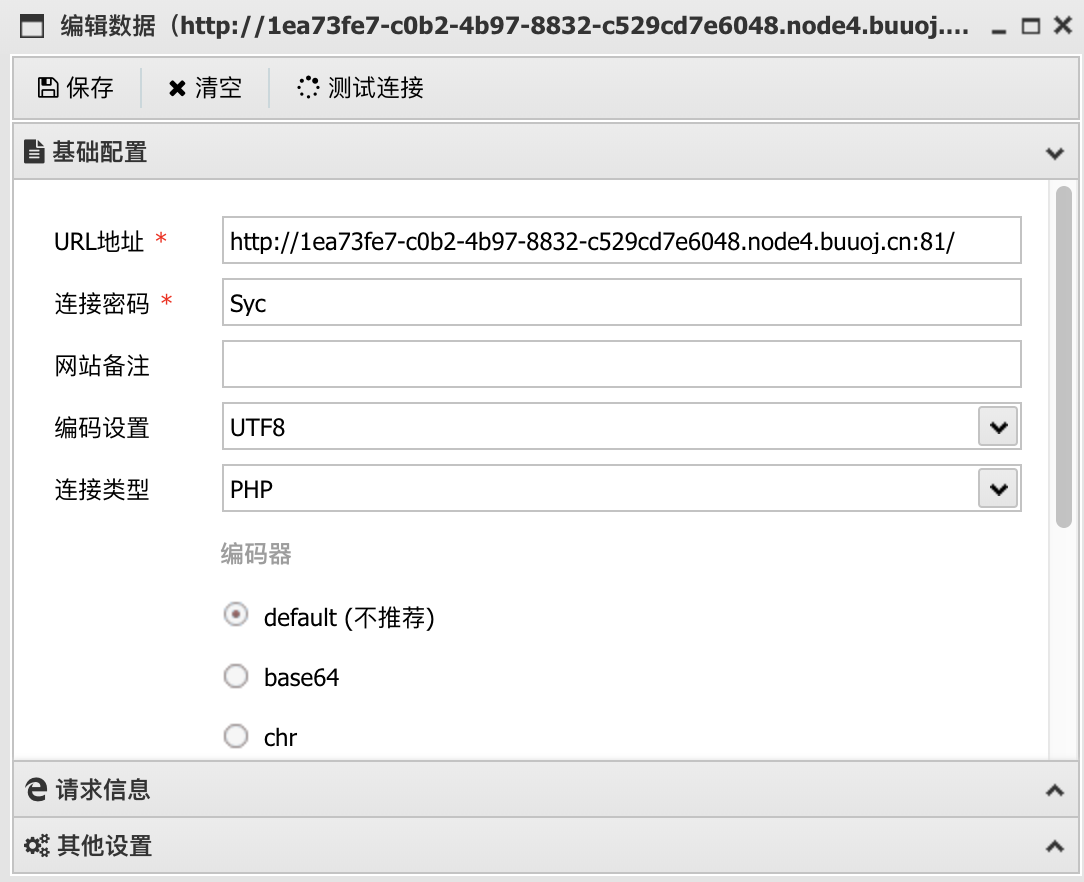 编辑数据（http://1ea73fe7-c0b2-4b97-8832-c529cd7e6048.node4.buuoj....
保存 清空 测试连接
基础配置
URL地址 * http://1ea73fe7-c0b2-4b97-8832-c529cd7e6048.node4.buuoj.cn:81/
连接密码 * Syc
网站备注
编码设置 UTF8
连接类型 PHP
编码器
default (不推荐)
base64
chr
请求信息
其他设置